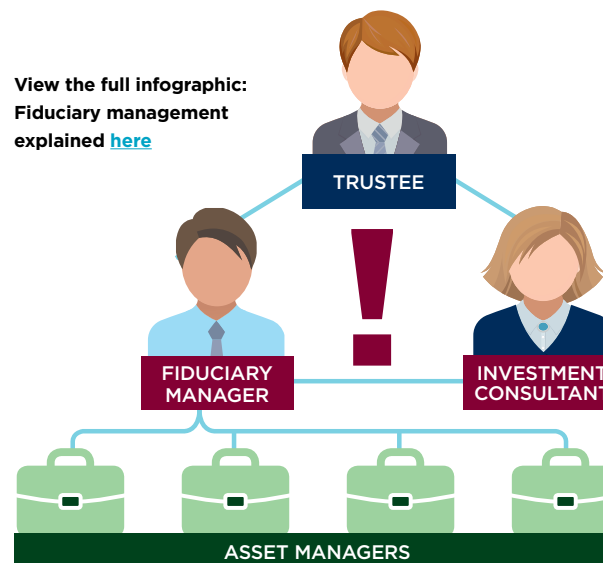 View the full infographic:
Fiduciary management
explained here
TRUSTEE
!
FIDUCIARY
MANAGER
INVESTMENT
CONSULTANT
ASSET MANAGERS